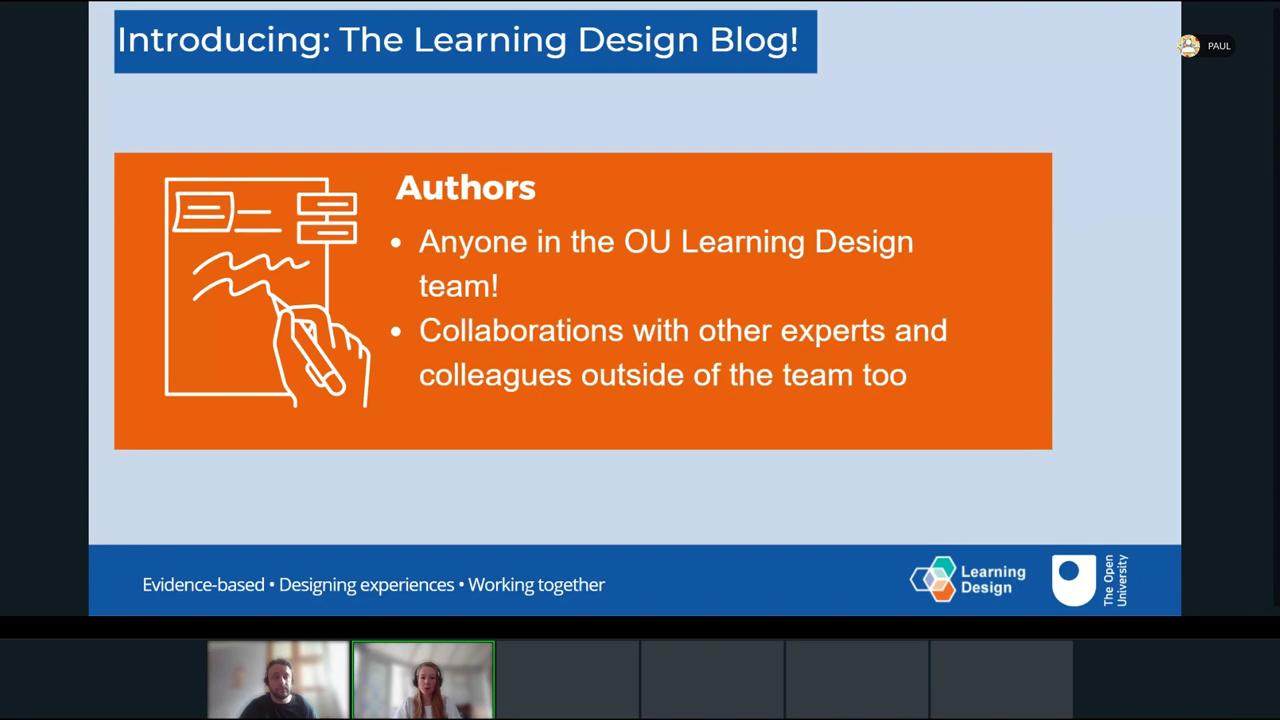 Introducing: The Learning Design Blog!
PAUL
Authors
• Anyone in the OU Learning Design
team!
• Collaborations with other experts and
colleagues outside of the team too
Evidence-based • Designing experiences • Working together
Learning
Design
The Open
University